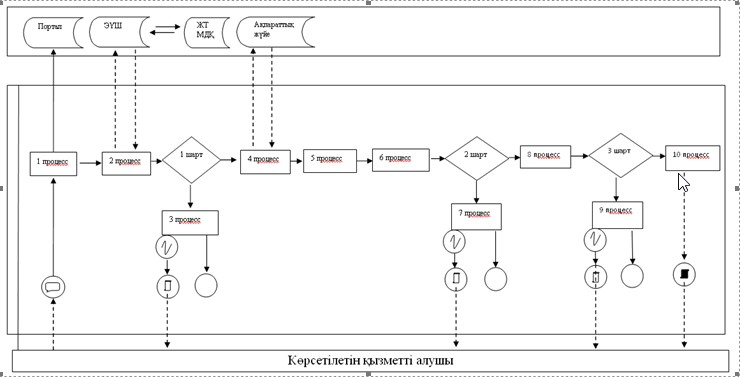 Портал
ЭҮШ
ЖТ
МДҚ
Ақпараттық
жүйе
1 процесс
2 процесс
1 шарт
4 процесс
5 процесс
6 процесс
2 шарт
8 процесс
3 шарт
10 процесс
3 процесс
7 процесс
9 процесс
Көрсетілетін қызметті алушы